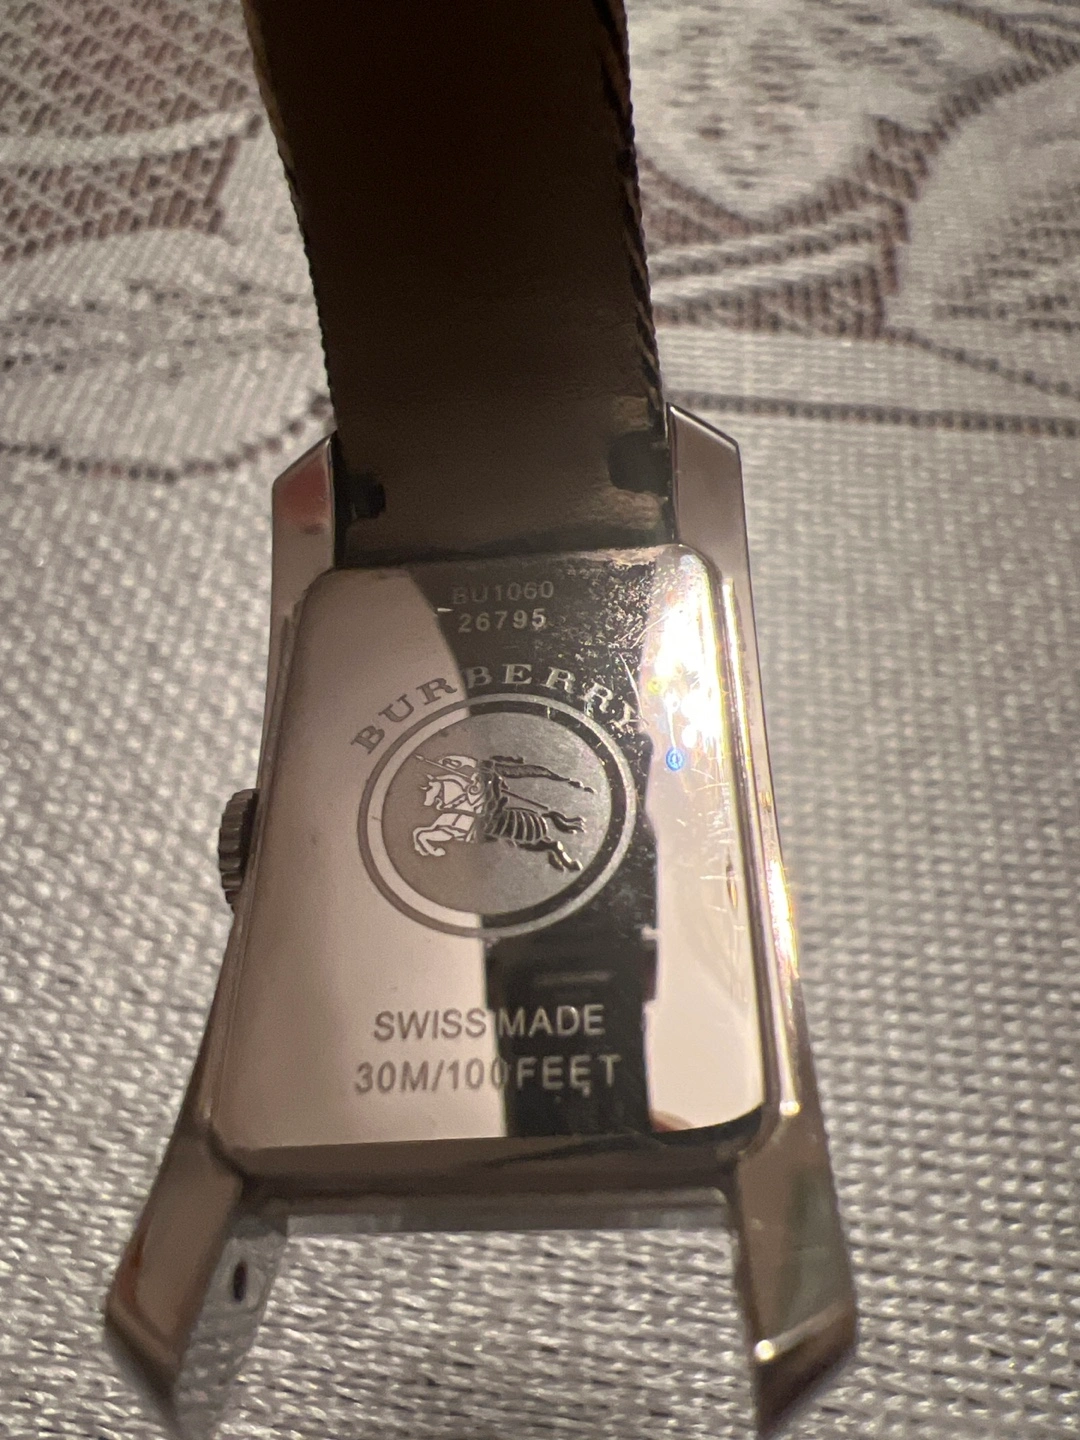 BU1060
26795
BURBERRY
SWISS MADE
30M/100FEET